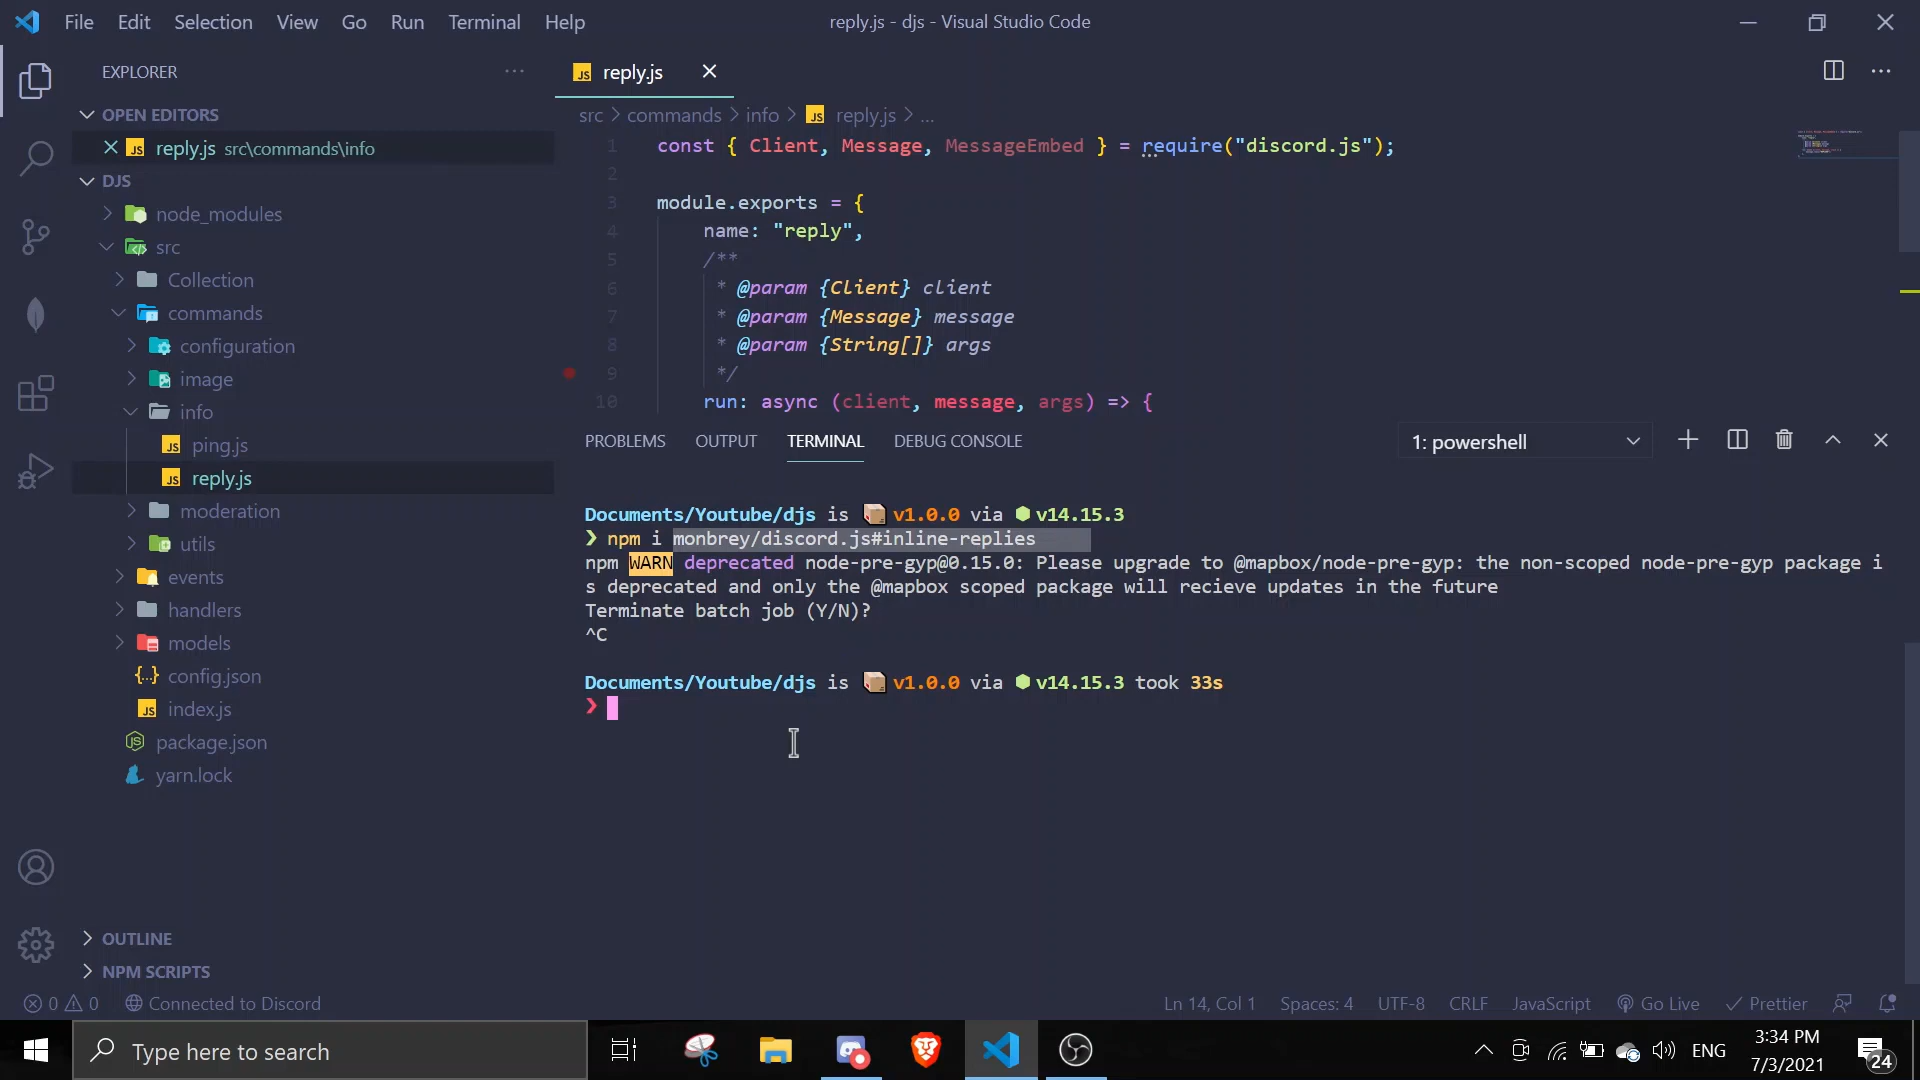 File Edit Selection View Go Run Terminal Help
reply.js - djs - Visual Studio Code
EXPLORER
OPEN EDITORS
JS reply.js src\commands\info
DJS
node_modules
src
Collection
commands
configuration
image
info
JS ping.js
JS reply.js
moderation
utils
events
handlers
models
{..} config.json
JS index.js
package.json
yarn.lock
OUTLINE
NPM SCRIPTS
JS reply.js
src > commands > info > JS reply.js > ...
1 const { Client, Message, MessageEmbed } = require("discord.js");
2
3 module.exports = {
4 name: "reply",
5 /**
6 * @param {Client} client
7 * @param {Message} message
8 * @param {String[]} args
9 */
10 run: async (client, message, args) => {
PROBLEMS OUTPUT TERMINAL DEBUG CONSOLE
1: powershell
Documents/Youtube/djs is v1.0.0 via v14.15.3
❯ npm i monbrey/discord.js#inline-replies
npm WARN deprecated node-pre-gyp@0.15.0: Please upgrade to @mapbox/node-pre-gyp: the non-scoped node-pre-gyp package i
s deprecated and only the @mapbox scoped package will recieve updates in the future
Terminate batch job (Y/N)?
^C
Documents/Youtube/djs is v1.0.0 via v14.15.3 took 33s
❯
0 0 Connected to Discord
Ln 14, Col 1 Spaces: 4 UTF-8 CRLF JavaScript Go Live Prettier
Type here to search
ENG
3:34 PM
7/3/2021
24